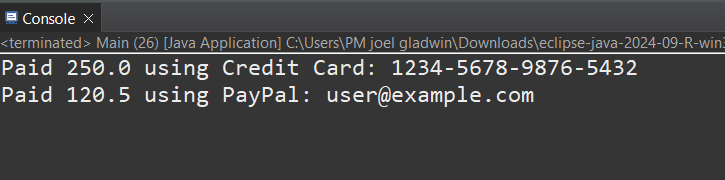 Console
<terminated> Main (26) [Java Application] C:\Users\PM joel gladwin\Downloads\eclipse-java-2024-09-R-win3
Paid 250.0 using Credit Card: 1234-5678-9876-5432
Paid 120.5 using PayPal: user@example.com